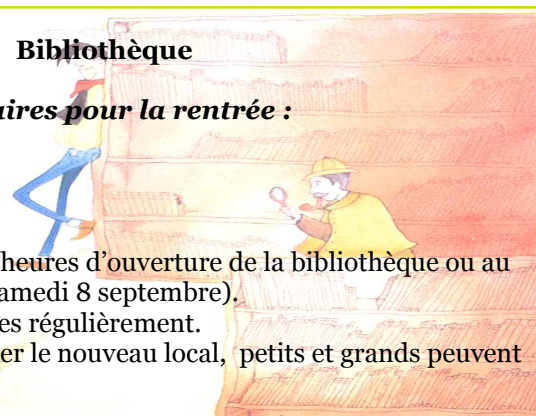 Bibliothèque
aires pour la rentrée :
heures d’ouverture de la bibliothèque ou au
amedi 8 septembre).
es régulièrement.
er le nouveau local, petits et grands peuvent